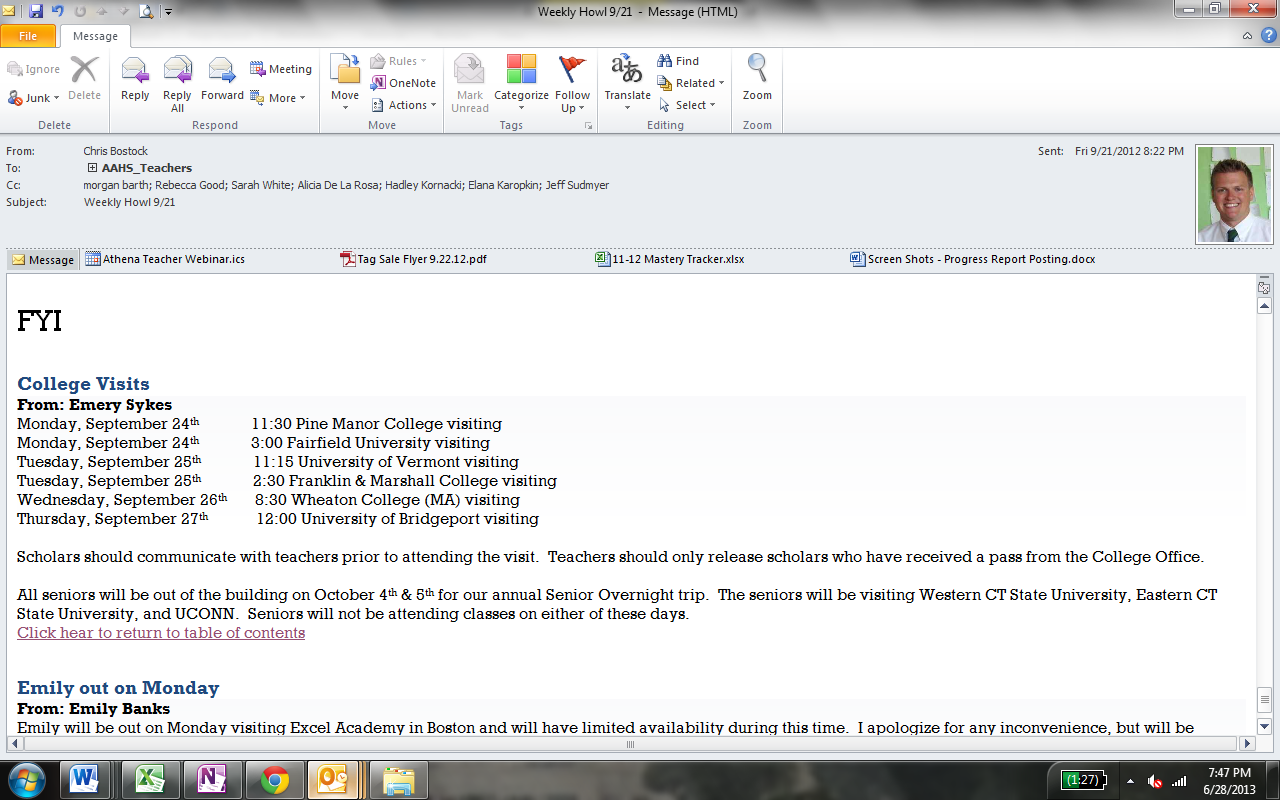 Weekly Howl 9/21 - Message (HTML)
File Message
Ignore Delete Junk Reply Reply All Forward Meeting More Move Rules OneNote Actions Mark Unread Categorize Follow Up Translate Find Related Select Zoom
Delete Respond Move Tags Editing Zoom
From: Chris Bostock Sent: Fri 9/21/2012 8:22 PM
To: AAHS_Teachers
Cc: morgan barth; Rebecca Good; Sarah White; Alicia De La Rosa; Hadley Kornacki; Elana Karopkin; Jeff Sudmyer
Subject: Weekly Howl 9/21
Message Athena Teacher Webinar.ics Tag Sale Flyer 9.22.12.pdf 11-12 Mastery Tracker.xlsx Screen Shots - Progress Report Posting.docx
FYI
College Visits
From: Emery Sykes
Monday, September 24th 11:30 Pine Manor College visiting
Monday, September 24th 3:00 Fairfield University visiting
Tuesday, September 25th 11:15 University of Vermont visiting
Tuesday, September 25th 2:30 Franklin & Marshall College visiting
Wednesday, September 26th 8:30 Wheaton College (MA) visiting
Thursday, September 27th 12:00 University of Bridgeport visiting
Scholars should communicate with teachers prior to attending the visit. Teachers should only release scholars who have received a pass from the College Office.
All seniors will be out of the building on October 4th & 5th for our annual Senior Overnight trip. The seniors will be visiting Western CT State University, Eastern CT
State University, and UCONN. Seniors will not be attending classes on either of these days.
Click hear to return to table of contents
Emily out on Monday
From: Emily Banks
Emily will be out on Monday visiting Excel Academy in Boston and will have limited availability during this time. I apologize for any inconvenience, but will be
(1:27) 7:47 PM
6/28/2013